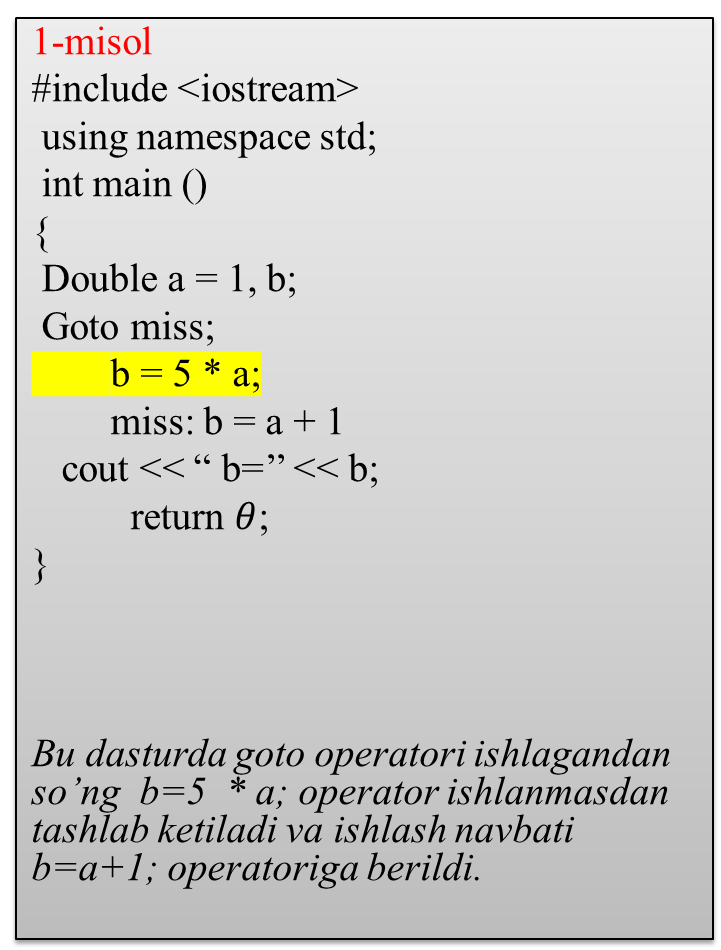 1-misol
#include <iostream>
using namespace std;
int main ()
{
Double a = 1, b;
Goto miss;
b = 5 * a;
miss: b = a + 1
cout << “ b=” << b;
return 𝜃;
}
Bu dasturda goto operatori ishlagandan
so’ng b=5 * a; operator ishlanmasdan
tashlab ketiladi va ishlash navbati
b=a+1; operatoriga berildi.